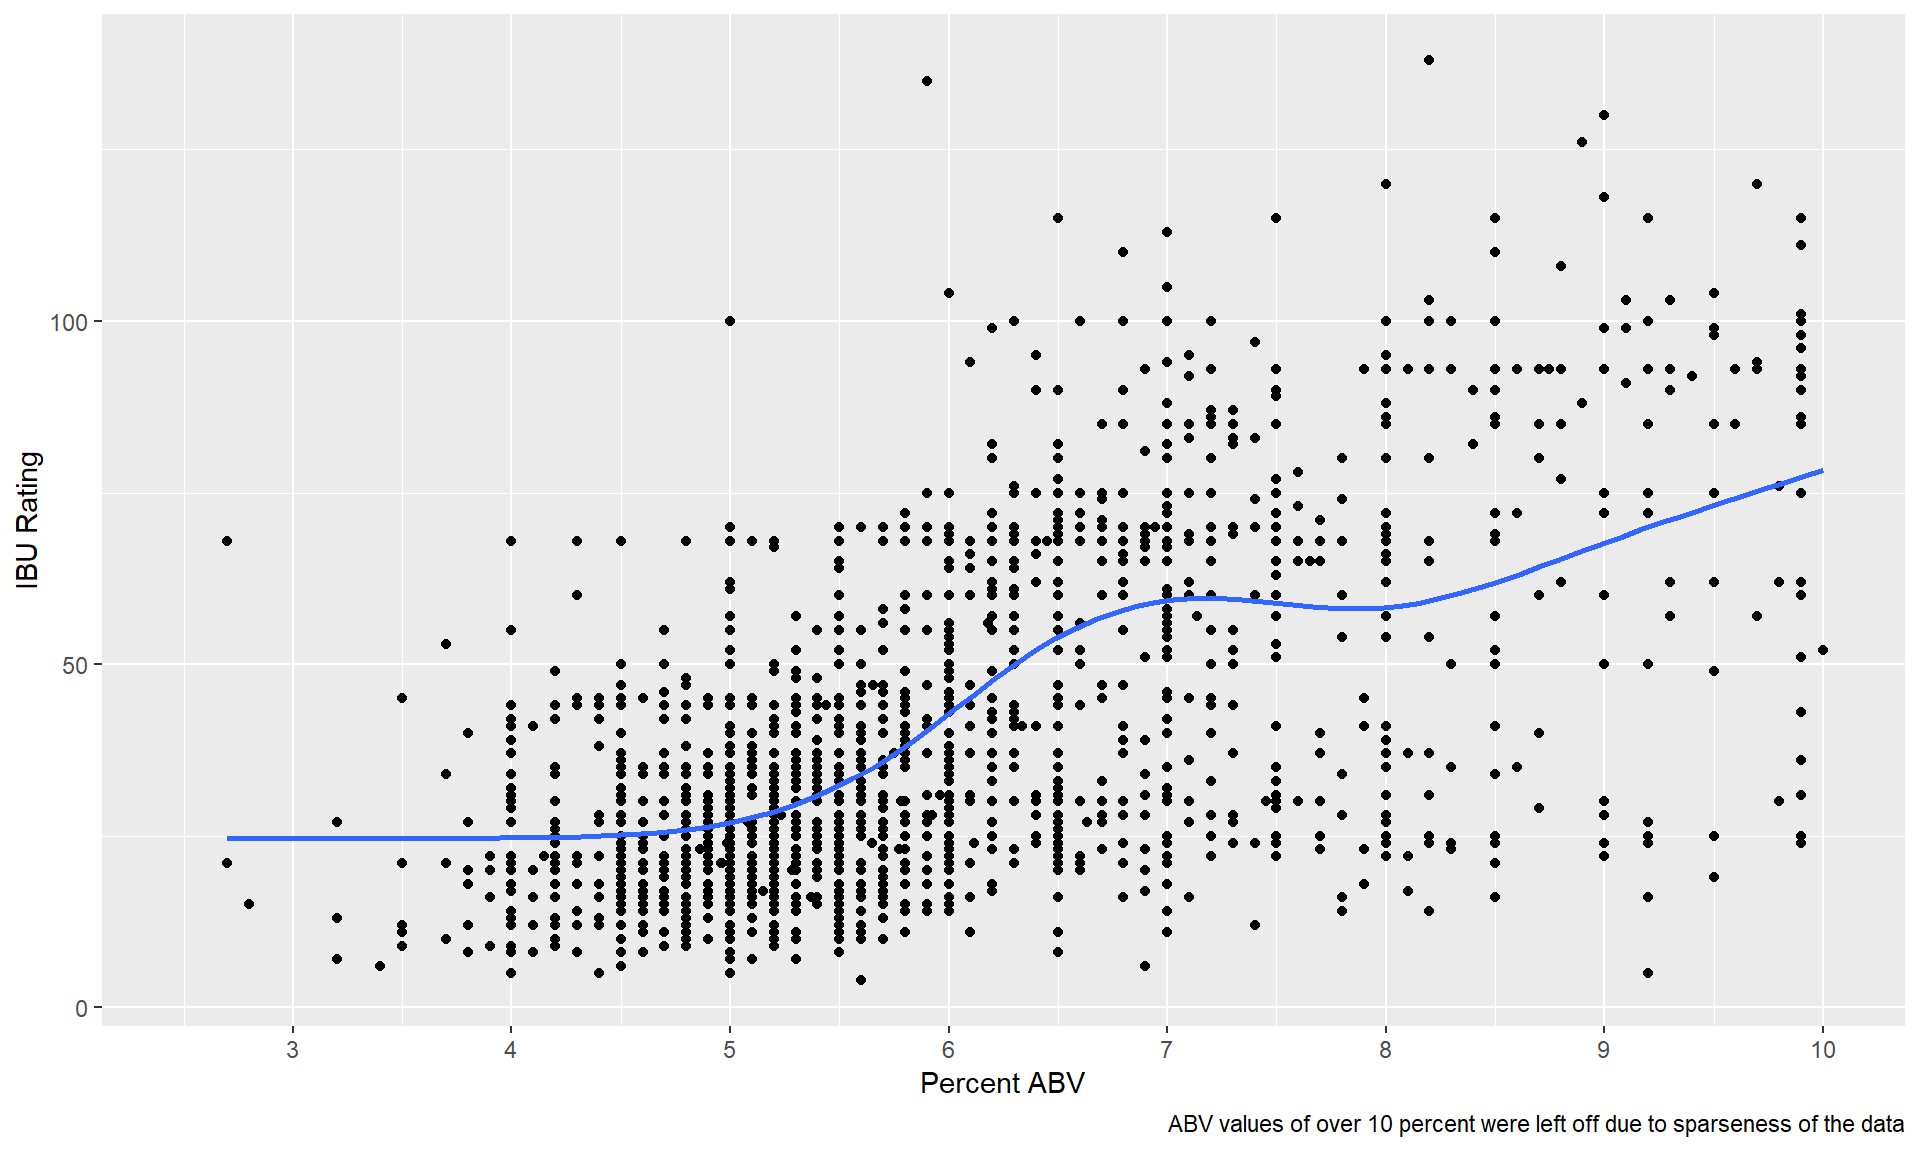 IBU Rating
100
50
0
3 4 5 6 7 8 9 10
Percent ABV
ABV values of over 10 percent were left off due to sparseness of the data